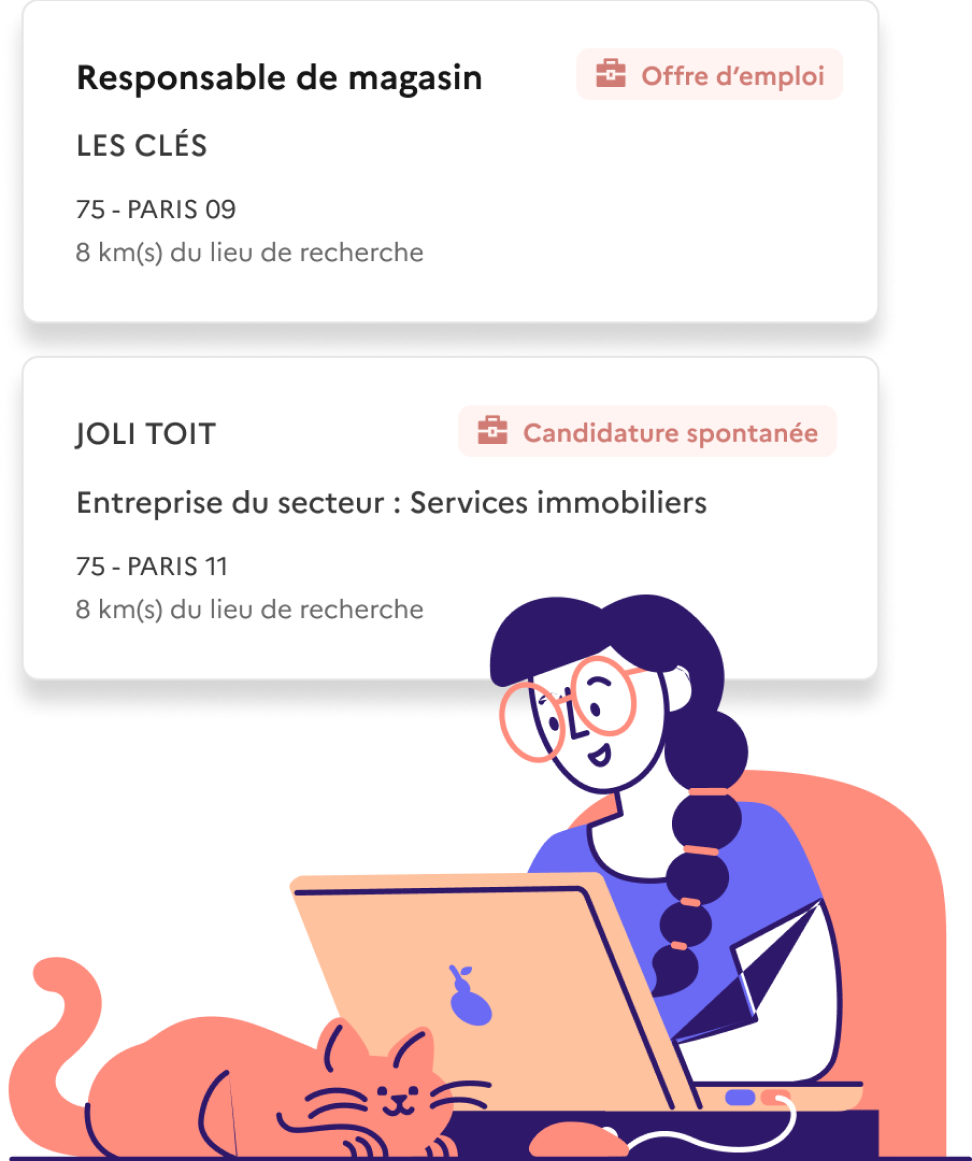 Responsable de magasin
Offre d’emploi
LES CLÉS
75 - PARIS 09
8 km(s) du lieu de recherche
JOLI TOIT
Candidature spontanée
Entreprise du secteur : Services immobiliers
75 - PARIS 11
8 km(s) du lieu de recherche